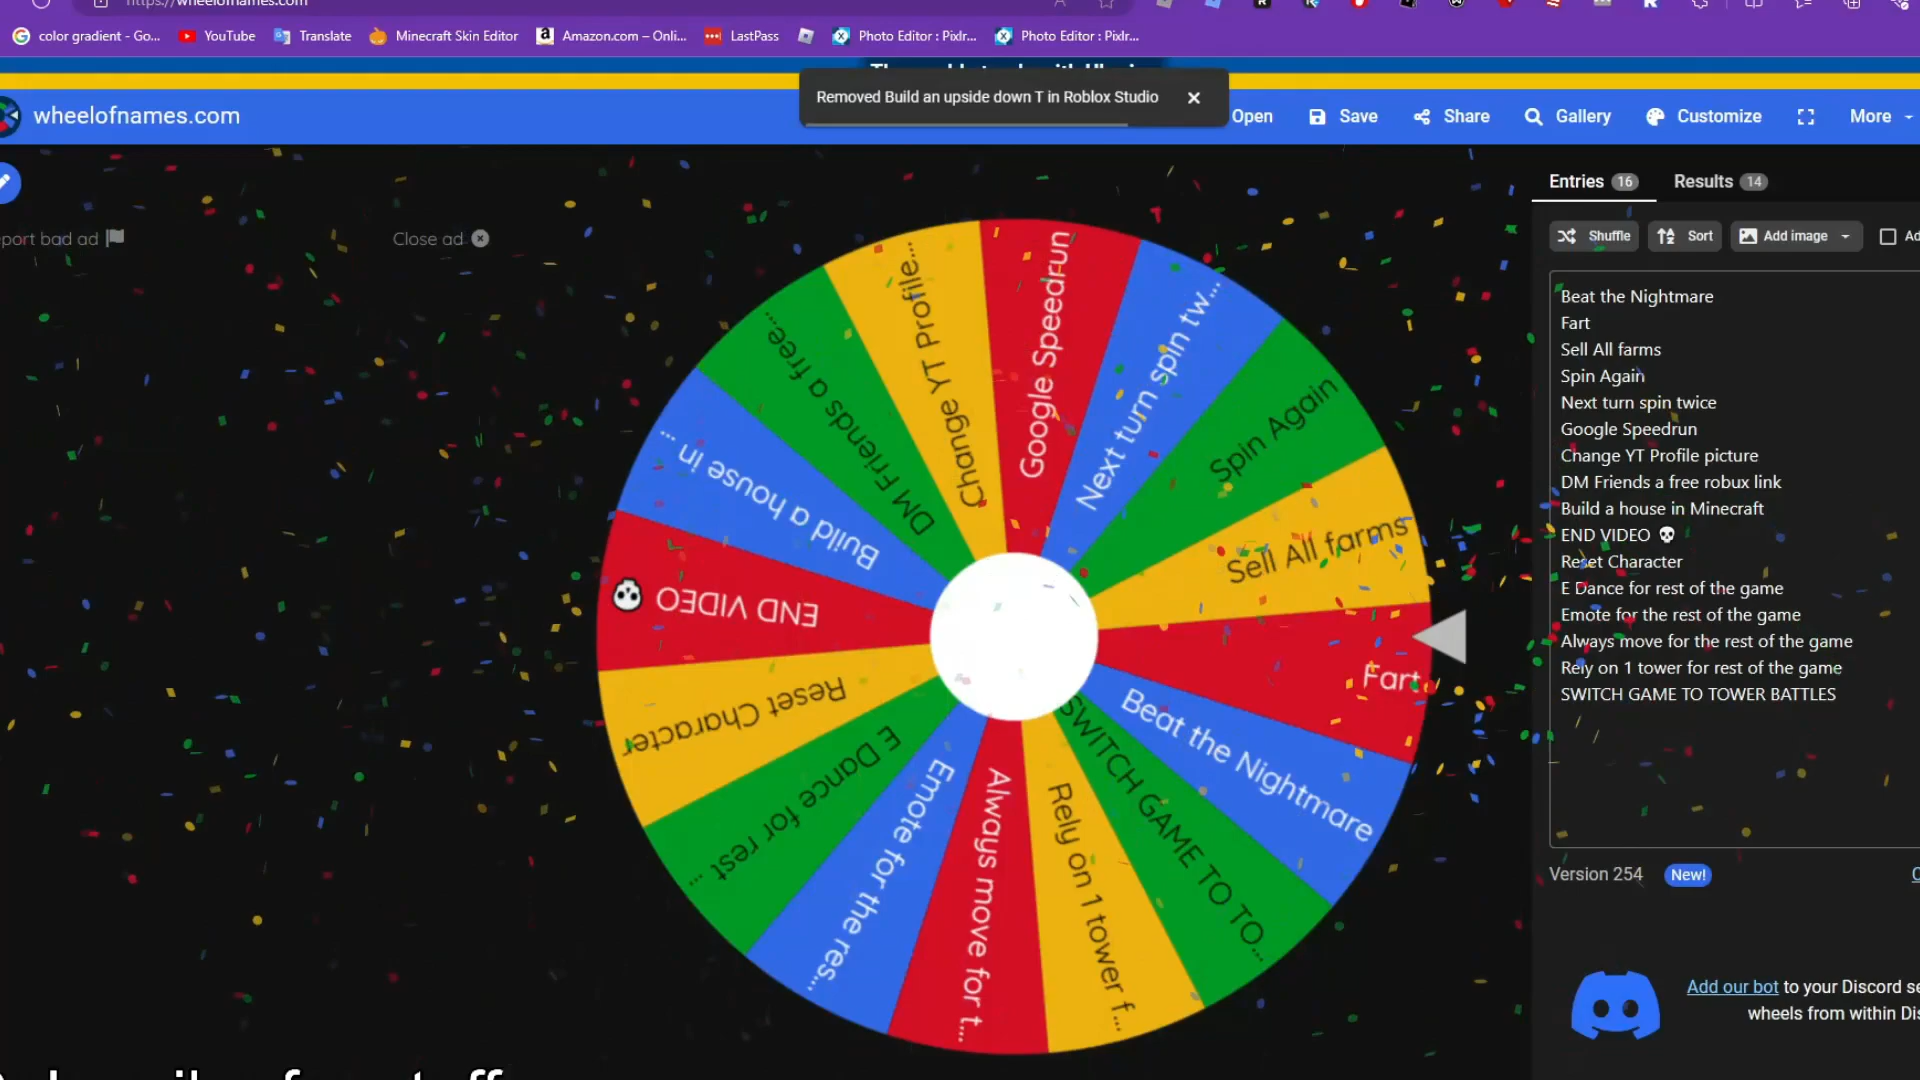 https://wheelofnames.com
color gradient - Go...
YouTube
Translate
Minecraft Skin Editor
Amazon.com – Onli...
LastPass
Photo Editor : Pixlr...
Photo Editor : Pixlr...
Removed Build an upside down T in Roblox Studio
wheelofnames.com
Open
Save
Share
Gallery
Customize
More
Entries 16
Results 14
port bad ad
Close ad
Shuffle
Sort
Add image
Ad
Beat the Nightmare
Fart
Sell All farms
Spin Again
Next turn spin twice
Google Speedrun
Change YT Profile picture
DM Friends a free robux link
Build a house in Minecraft
END VIDEO 💀
Reset Character
E Dance for rest of the game
Emote for the rest of the game
Always move for the rest of the game
Rely on 1 tower for rest of the game
SWITCH GAME TO TOWER BATTLES
Google Speedrun
Next turn spin tw...
Spin Again
Sell All farms
Fart
Beat the Nightmare
SWITCH GAME TO TO...
Rely on 1 tower f...
Always move for t...
Emote for the res...
E Dance for rest ...
Reset Character
END VIDEO 💀
Build a house in ...
DM Friends a free...
Change YT Profile...
Version 254
New!
Add our bot to your Discord se
wheels from within Dis